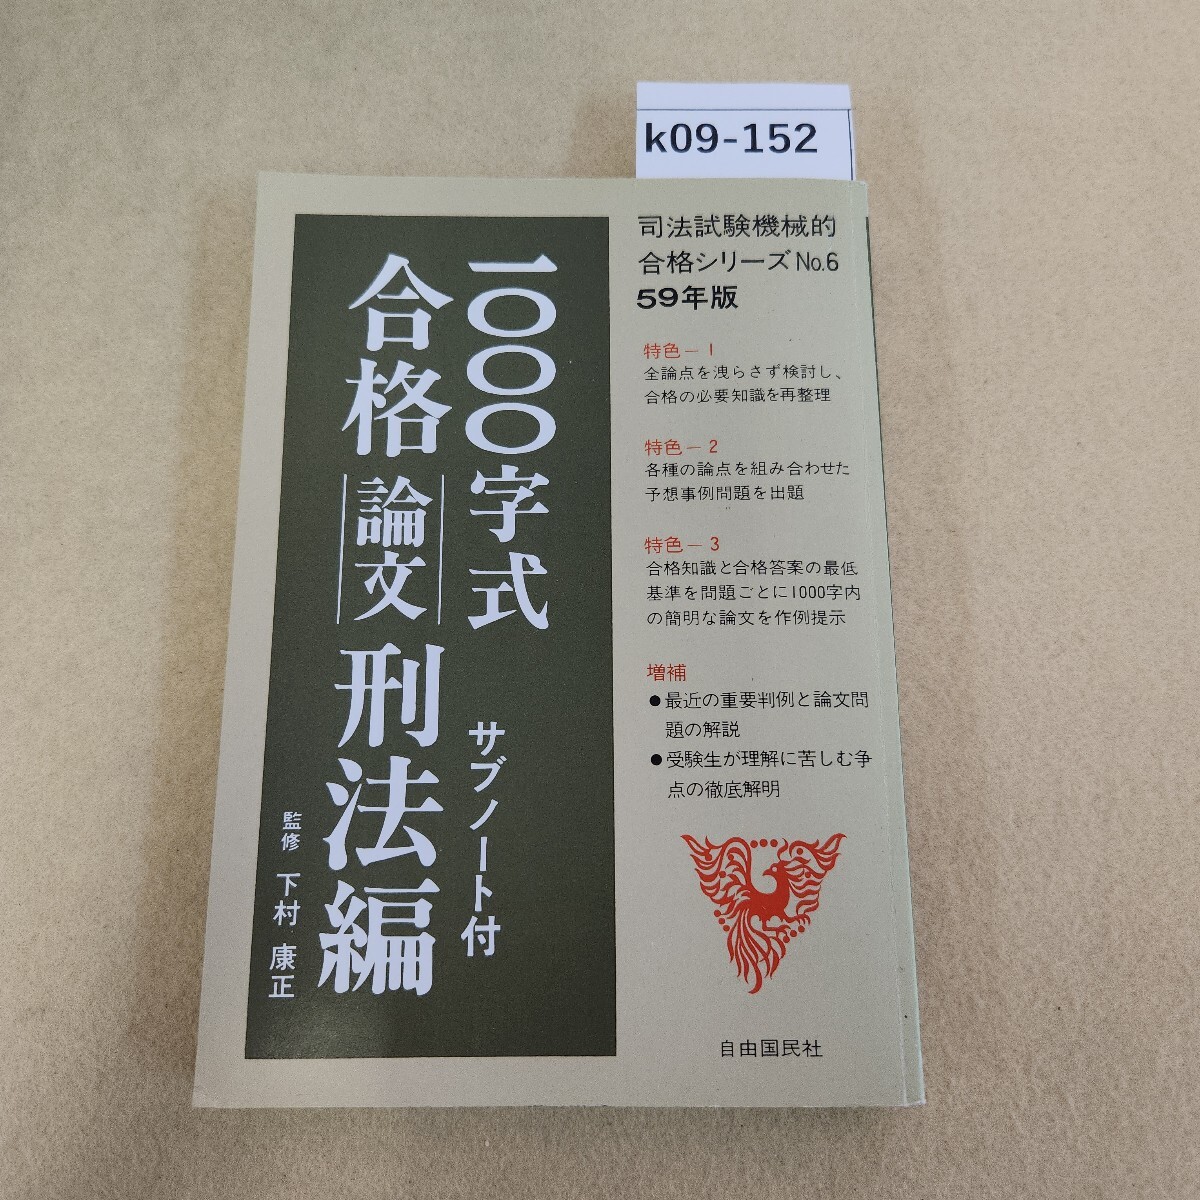 k09-152
司法試験機械的
合格シリーズNo.6
59年版
一〇〇〇字式
サブノート付
合格
論文
刑法編
監修 下村 康正
特色－1
全論点を洩らさず検討し、
合格の必要知識を再整理
特色－2
各種の論点を組み合わせた
予想事例問題を出題
特色－3
合格知識と合格答案の最低
基準を問題ごとに1000字内
の簡明な論文を作例提示
増補
●最近の重要判例と論文問
題の解説
●受験生が理解に苦しむ争
点の徹底解明
自由国民社